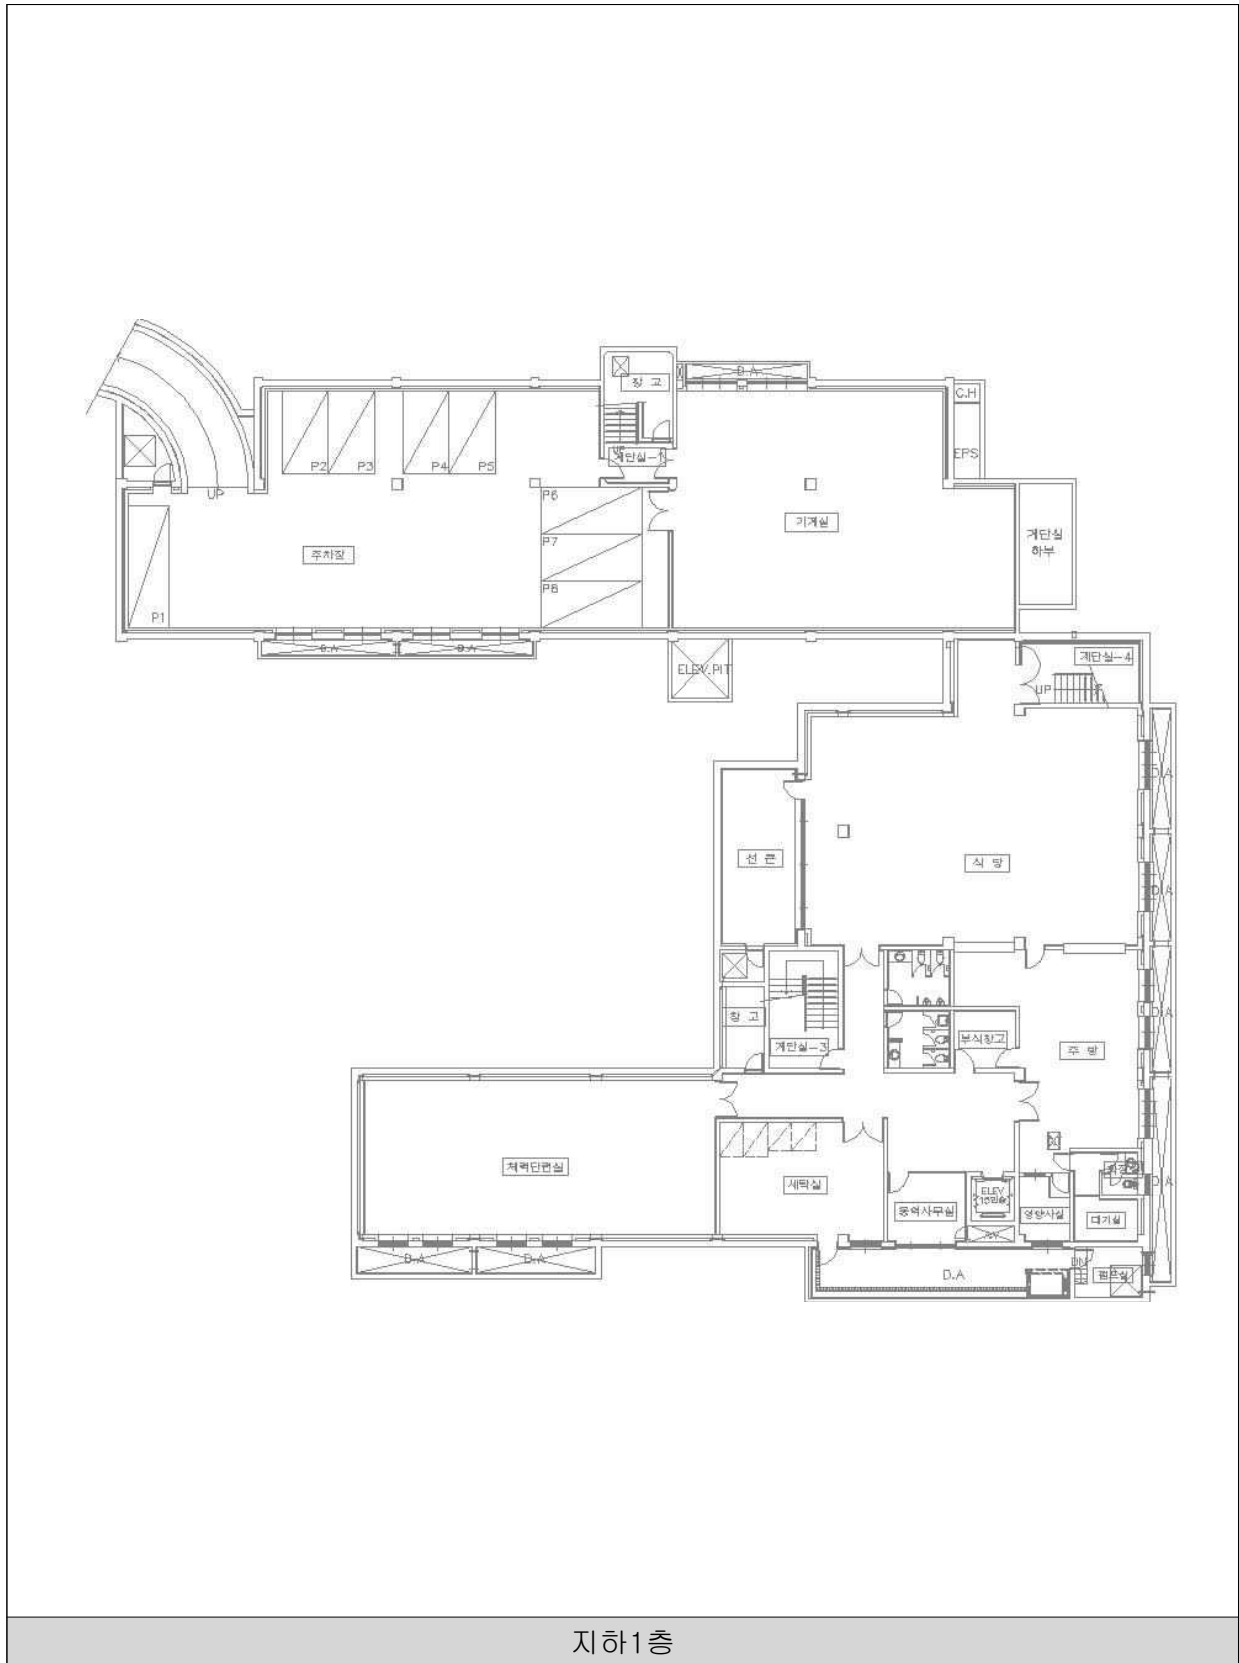 D.A
창 고
C.H
P2
P3
P4
P5
UP
계단실-1
EPS
UP
P6
기계실
계단실
하부
P7
주차장
P8
P1
D.A
D.A
ELEV.PIT
계단실-4
UP
D.A
선 큰
식 당
D.A
창 고
계단실-3
부식창고
주 방
D.A
체력단련실
세탁실
ELEV
용역사무실
영양사실
대기실
D.A
D.A
D.A
D.A
DN
펌프실
지하1층